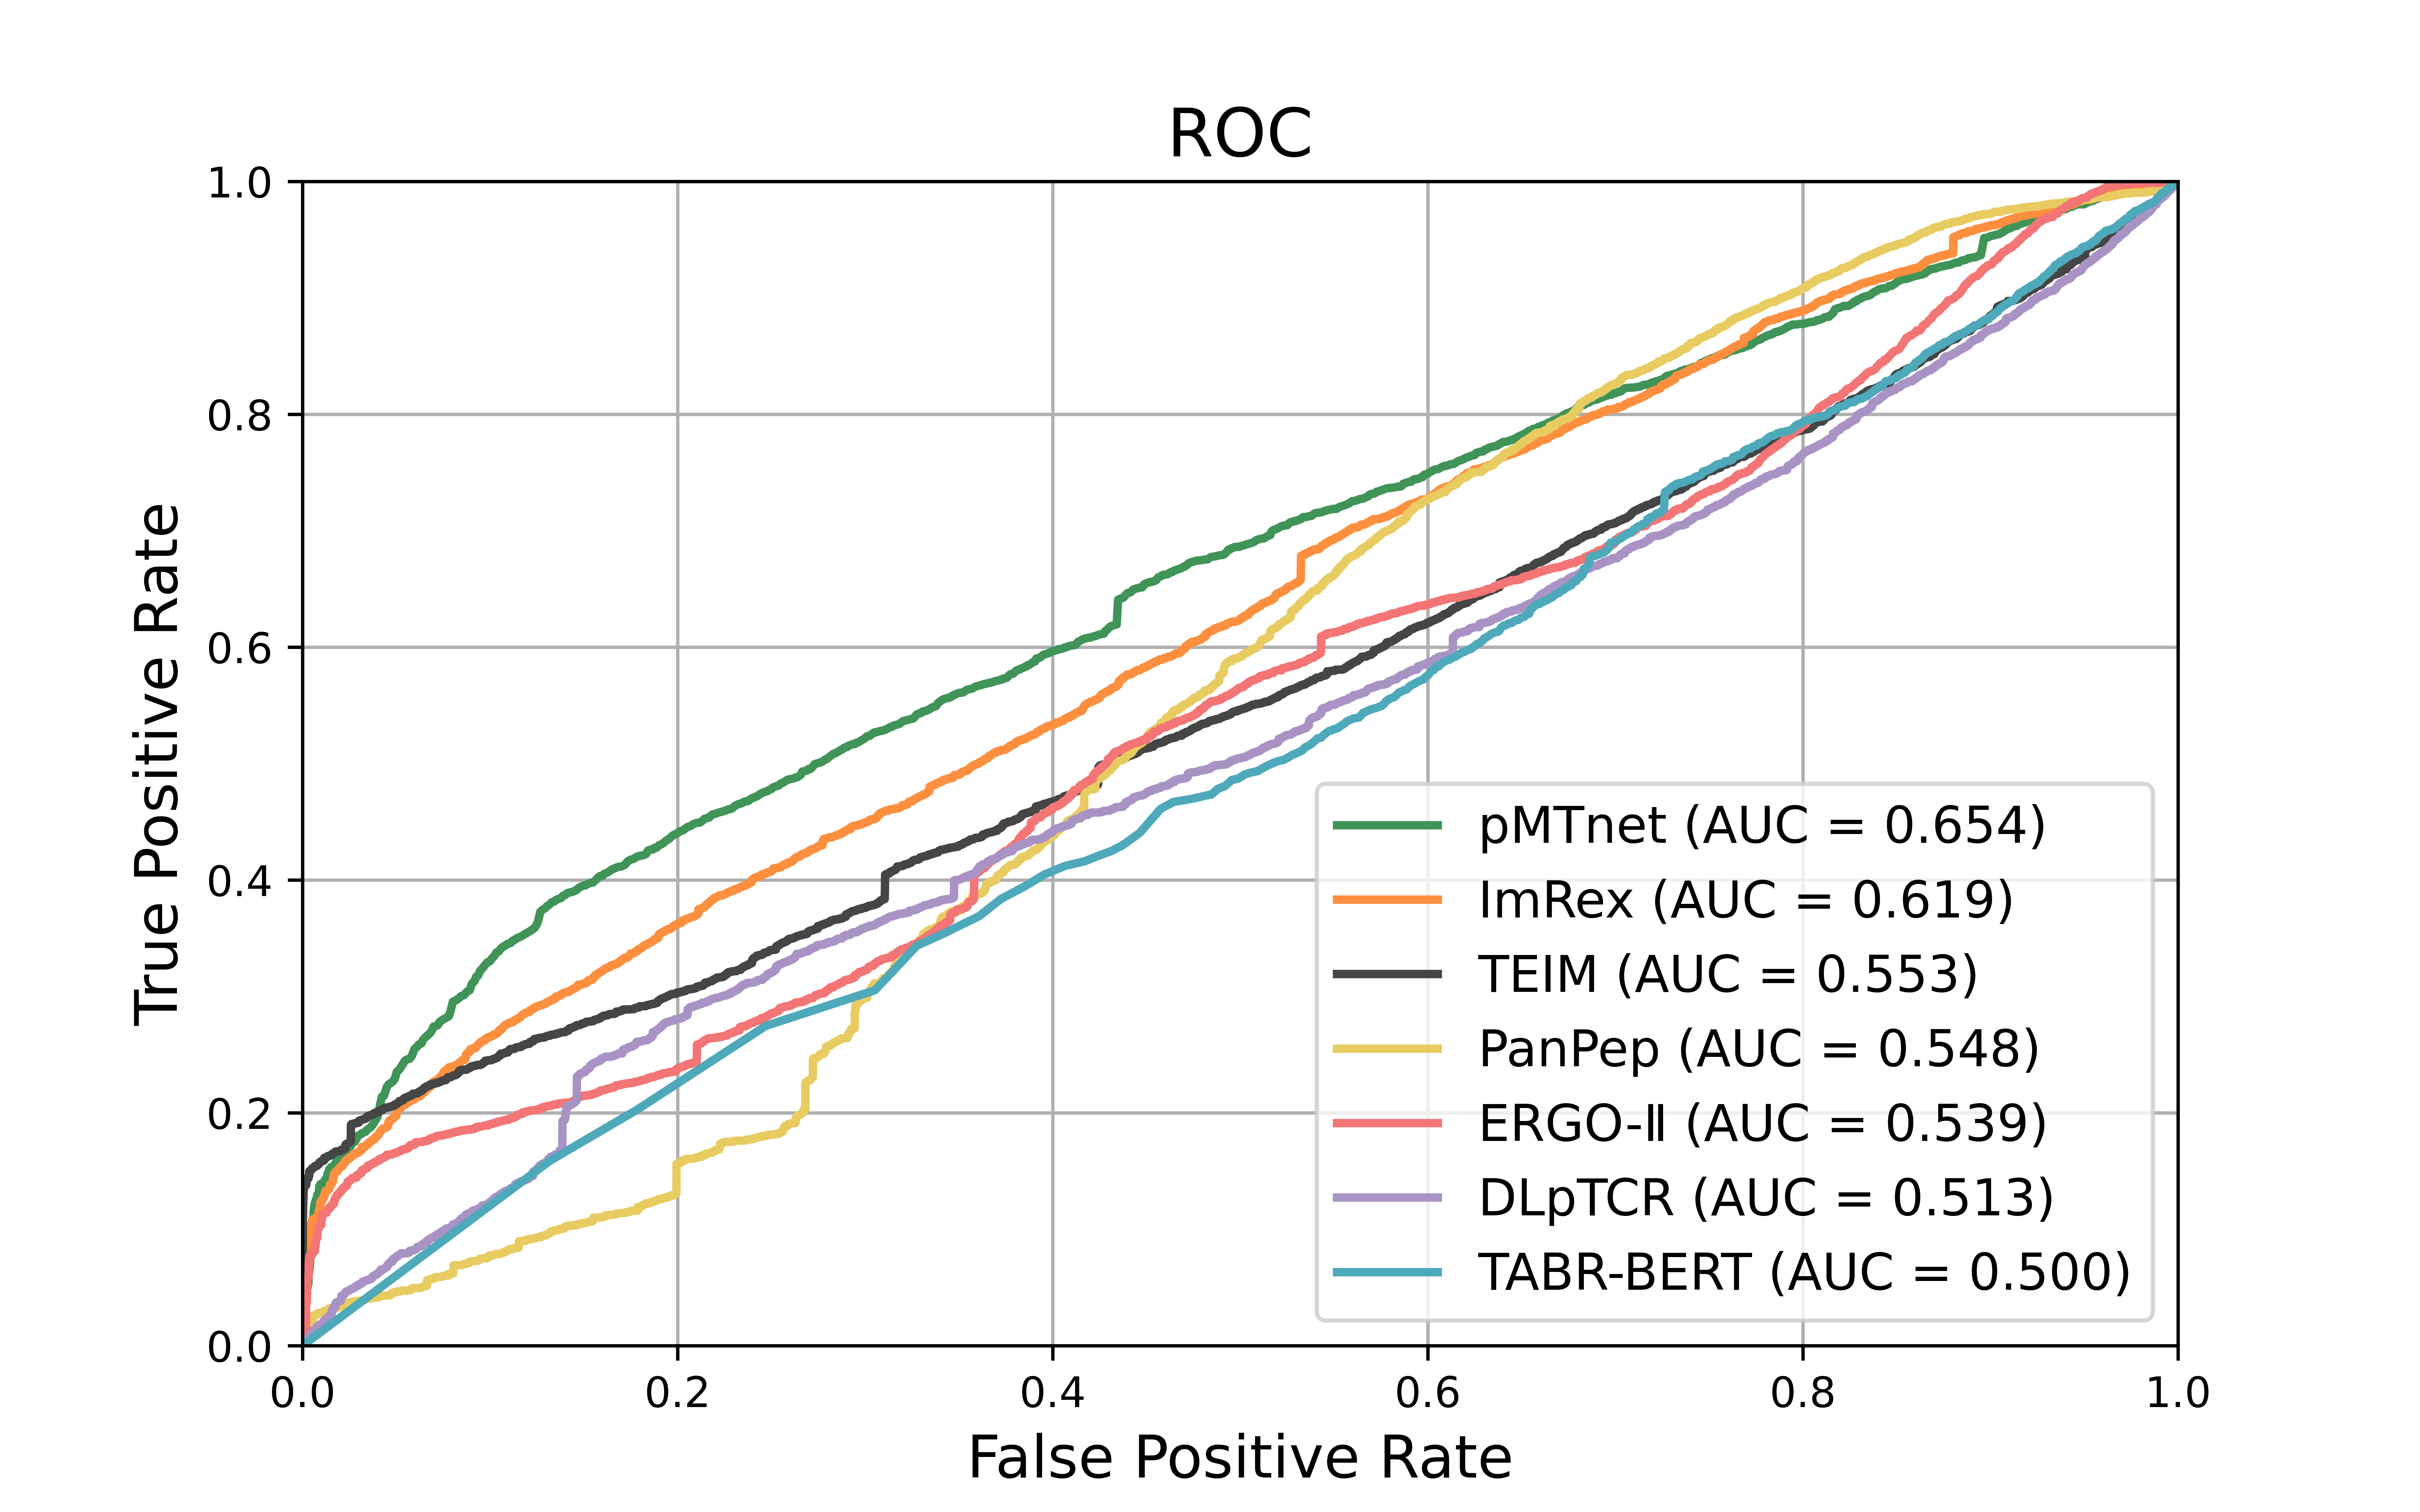 ROC
1.0
0.8
0.6
0.4
0.2
0.0
True Positive Rate
pMTnet (AUC = 0.654)
ImRex (AUC = 0.619)
TEIM (AUC = 0.553)
PanPep (AUC = 0.548)
ERGO-Ⅱ (AUC = 0.539)
DLpTCR (AUC = 0.513)
TABR-BERT (AUC = 0.500)
0.0 0.2 0.4 0.6 0.8 1.0
False Positive Rate